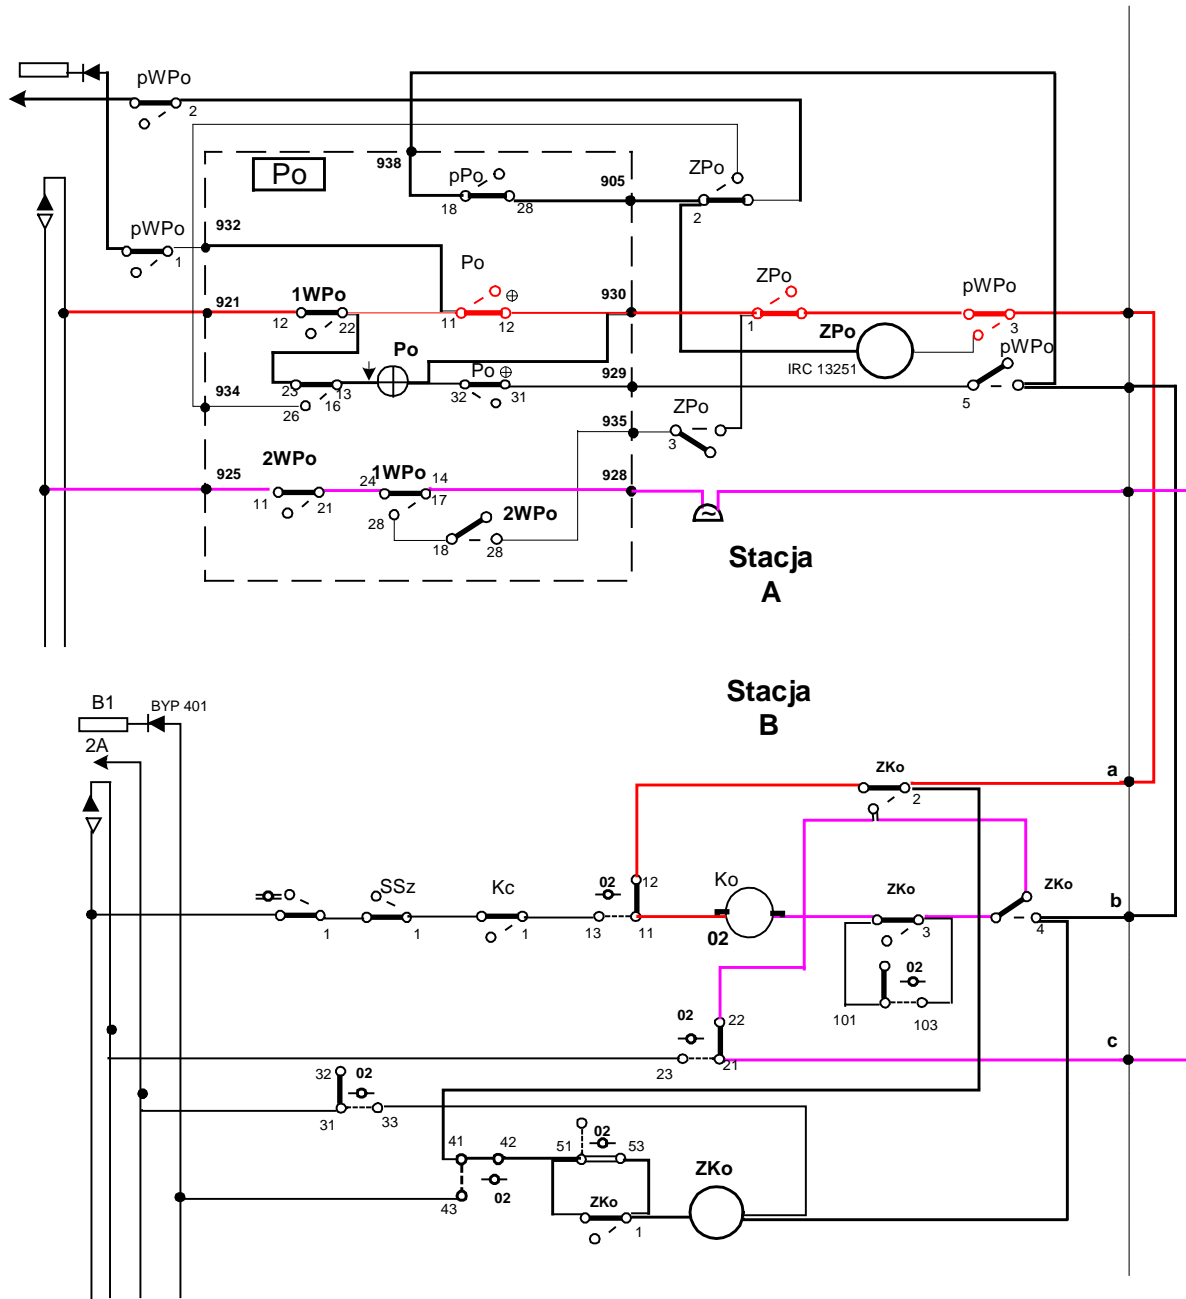 pWPo
2
938
Po
pPo
18
28
905
ZPo
2
pWPo
1
932
Po
ZPo
pWPo
921
1WPo
12
22
11
12
930
1
3
ZPo
IRC 13251
pWPo
Po
23
13
Po
32
31
929
5
934
26
16
935
ZPo
3
925
2WPo
11
21
24
1WPo
14
17
28
2WPo
18
28
928
Stacja
A
Stacja
B
B1
BYP 401
2A
a
ZKo
2
SSz
Kc
02
12
Ko
ZKo
ZKo
b
1
1
1
13
11
02
3
4
02
101
103
22
02
23
21
c
32
02
31
33
41
42
51
02
53
ZKo
43
02
ZKo
1